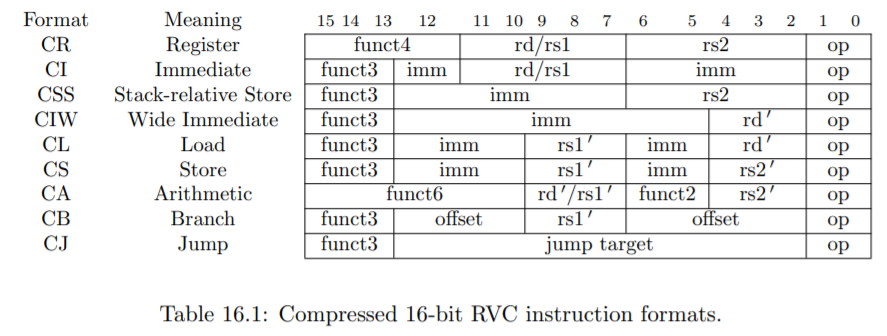 Format Meaning 15 14 13 12 11 10 9 8 7 6 5 4 3 2 1 0
CR Register funct4 rd/rs1 rs2 op
CI Immediate funct3 imm rd/rs1 imm op
CSS Stack-relative Store funct3 imm rs2 op
CIW Wide Immediate funct3 imm rd′ op
CL Load funct3 imm rs1′ imm rd′ op
CS Store funct3 imm rs1′ imm rs2′ op
CA Arithmetic funct6 rd′/rs1′ funct2 rs2′ op
CB Branch funct3 offset rs1′ offset op
CJ Jump funct3 jump target op
Table 16.1: Compressed 16-bit RVC instruction formats.